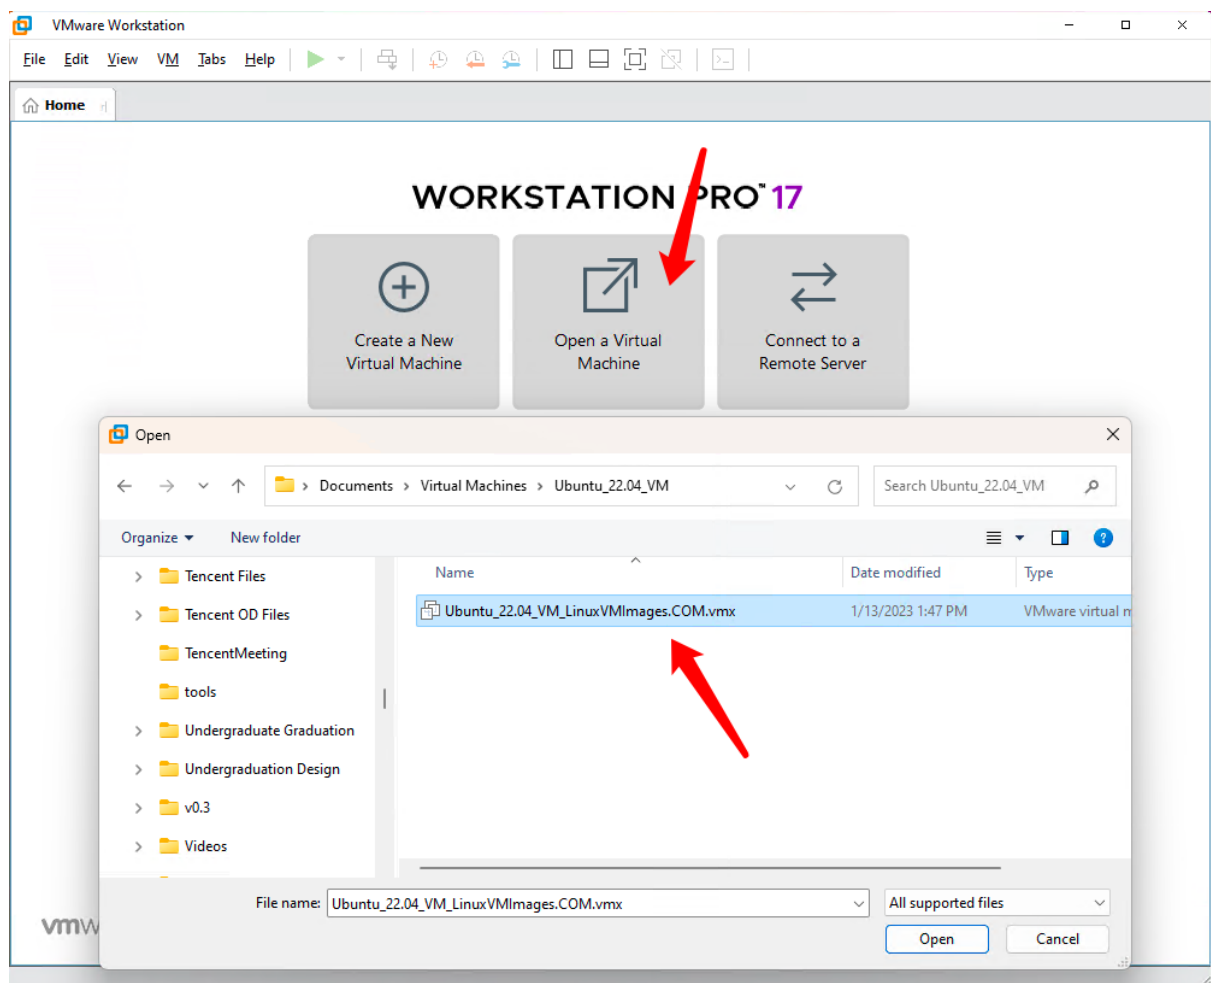 VMware Workstation
File Edit View VM Tabs Help
Home
WORKSTATION PRO™ 17
Create a New
Virtual Machine
Open a Virtual
Machine
Connect to a
Remote Server
Open
Documents > Virtual Machines > Ubuntu_22.04_VM
Search Ubuntu_22.04_VM
Organize
New folder
Name
Date modified
Type
Tencent Files
Tencent OD Files
TencentMeeting
tools
Undergraduate Graduation
Undergraduation Design
v0.3
Videos
Ubuntu_22.04_VM_LinuxVMImages.COM.vmx
1/13/2023 1:47 PM
VMware virtual m
File name: Ubuntu_22.04_VM_LinuxVMImages.COM.vmx
All supported files
Open
Cancel
vmw